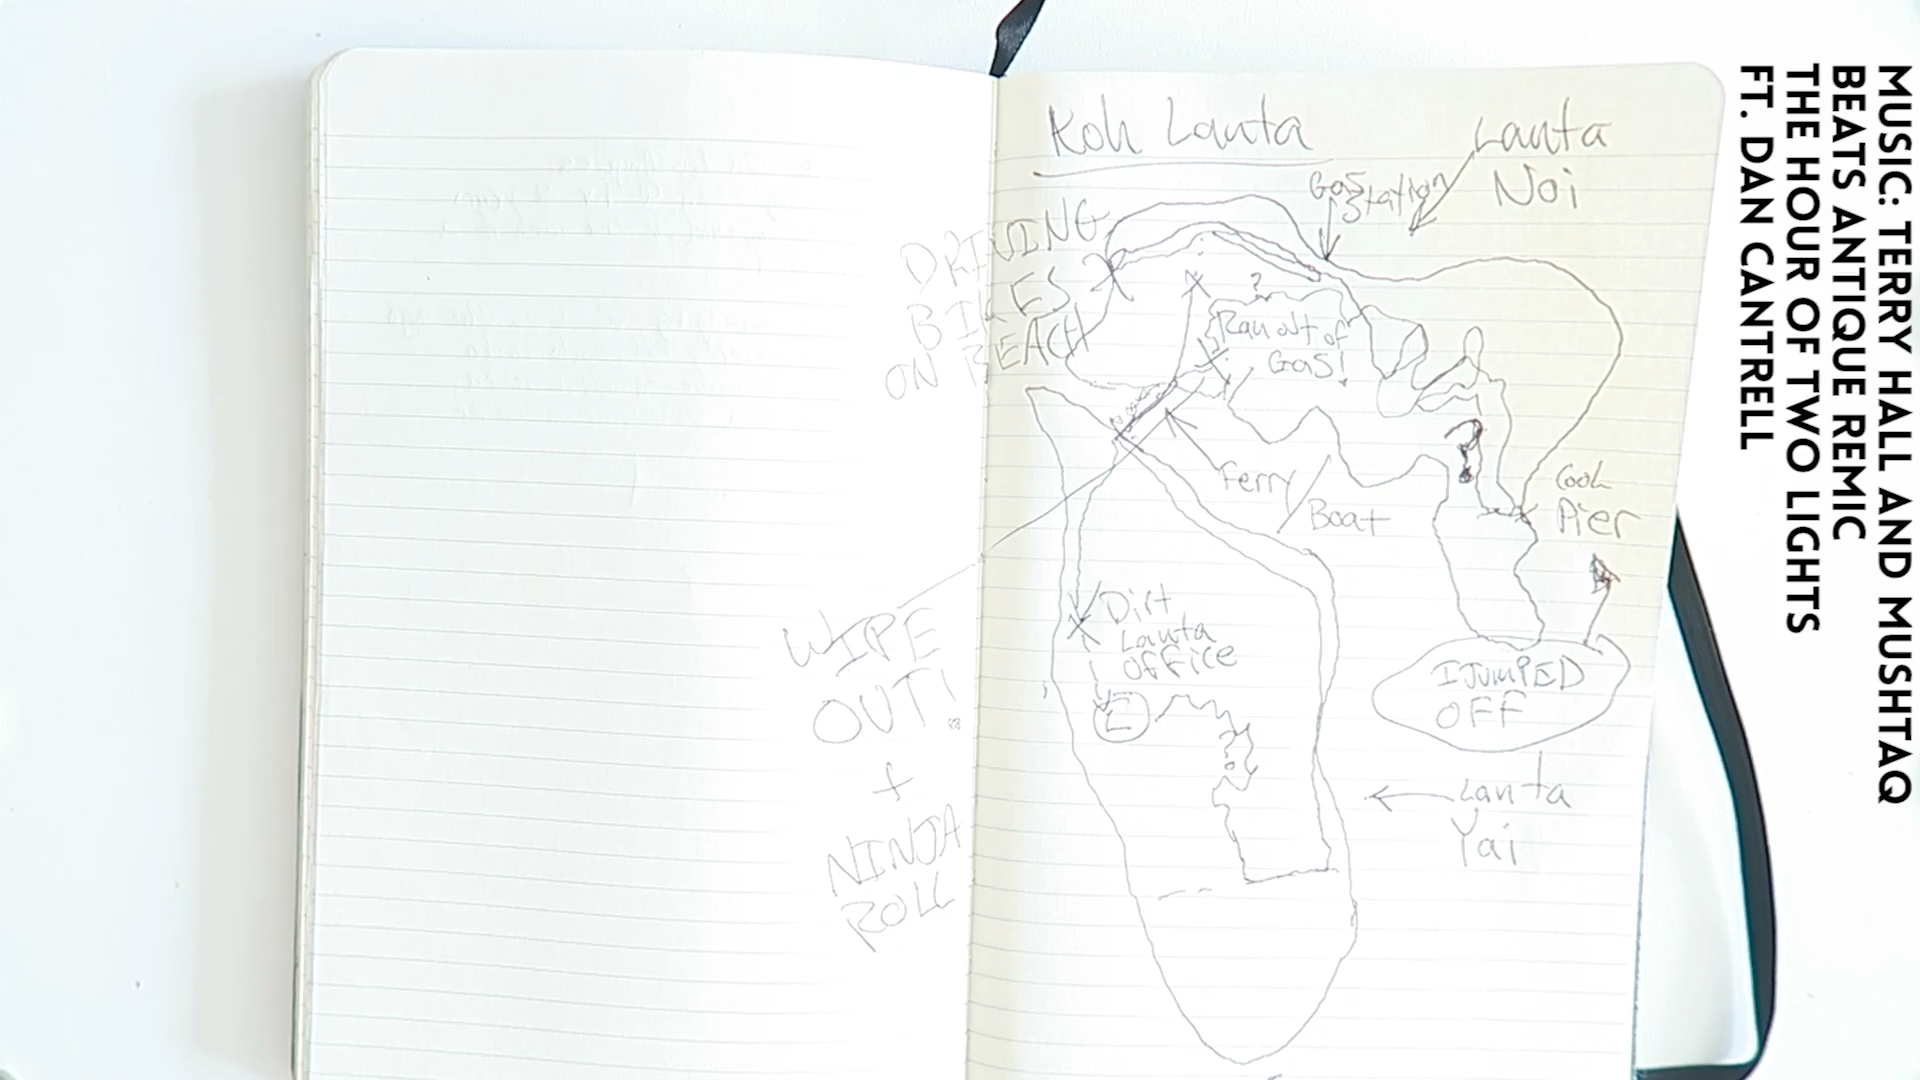 Koh Lanta
Lanta
Noi
Gas
Station
DRIVING
BIKES
ON BEACH
?
Ran out of
Gas!
?
Cool
Pier
Ferry/
Boat
WIPE
OUT!
+
NINJA
ROLL
Dirt
Lanta
Office
I JUMPED
OFF
Lanta
Yai
MUSIC: TERRY HALL AND MUSHTAQ
BEATS ANTIQUE REMIC
THE HOUR OF TWO LIGHTS
FT. DAN CANTRELL